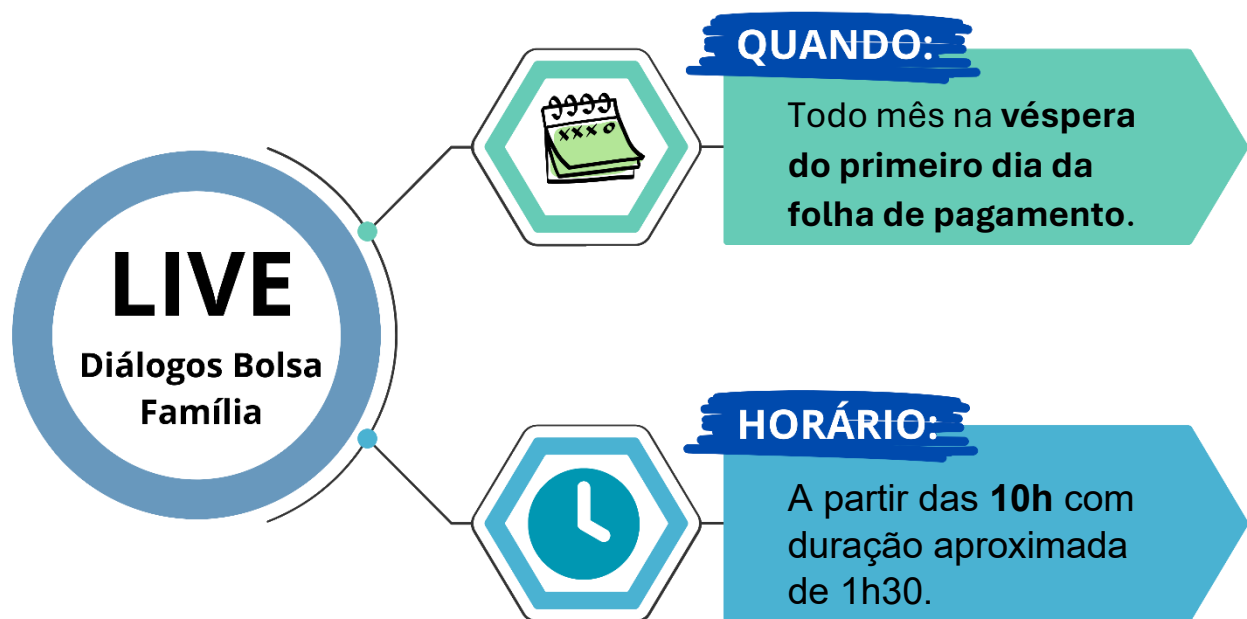 LIVE
Diálogos Bolsa
Família
QUANDO:
Todo mês na véspera
do primeiro dia da
folha de pagamento.
HORÁRIO:
A partir das 10h com
duração aproximada
de 1h30.